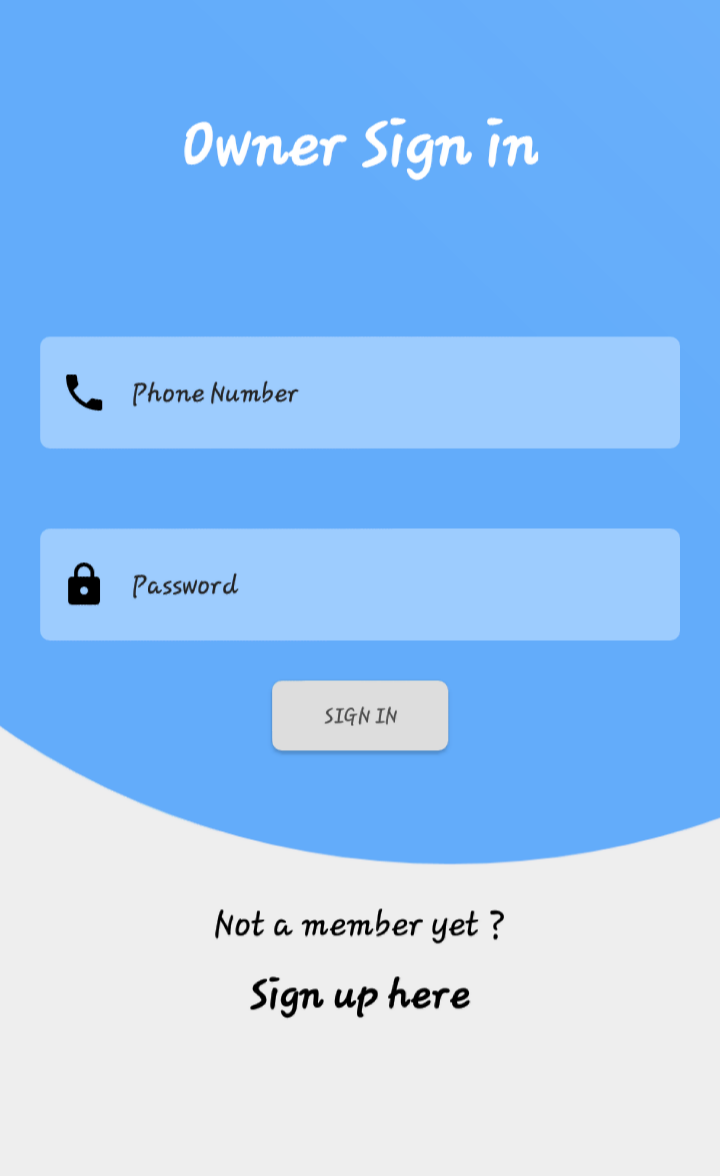 Owner Sign in
Phone Number
Password
SIGN IN
Not a member yet ?
Sign up here